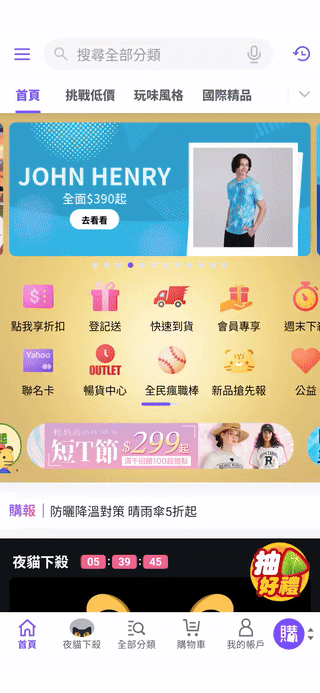 搜尋全部分類
首頁 挑戰低價 玩味風格 國際精品
JOHN HENRY
全面$390起
去看看
點我享折扣 登記送 快速到貨 會員專享 週末下殺
Yahoo
OUTLET
聯名卡 暢貨中心 全民瘋職棒 新品搶先報 公益
短T節 $299起
滿千回饋100超贈點
購報 防曬降溫對策 晴雨傘5折起
夜貓下殺 05:39:45
抽
好禮
首頁 夜貓下殺 全部分類 購物車 我的帳戶 購